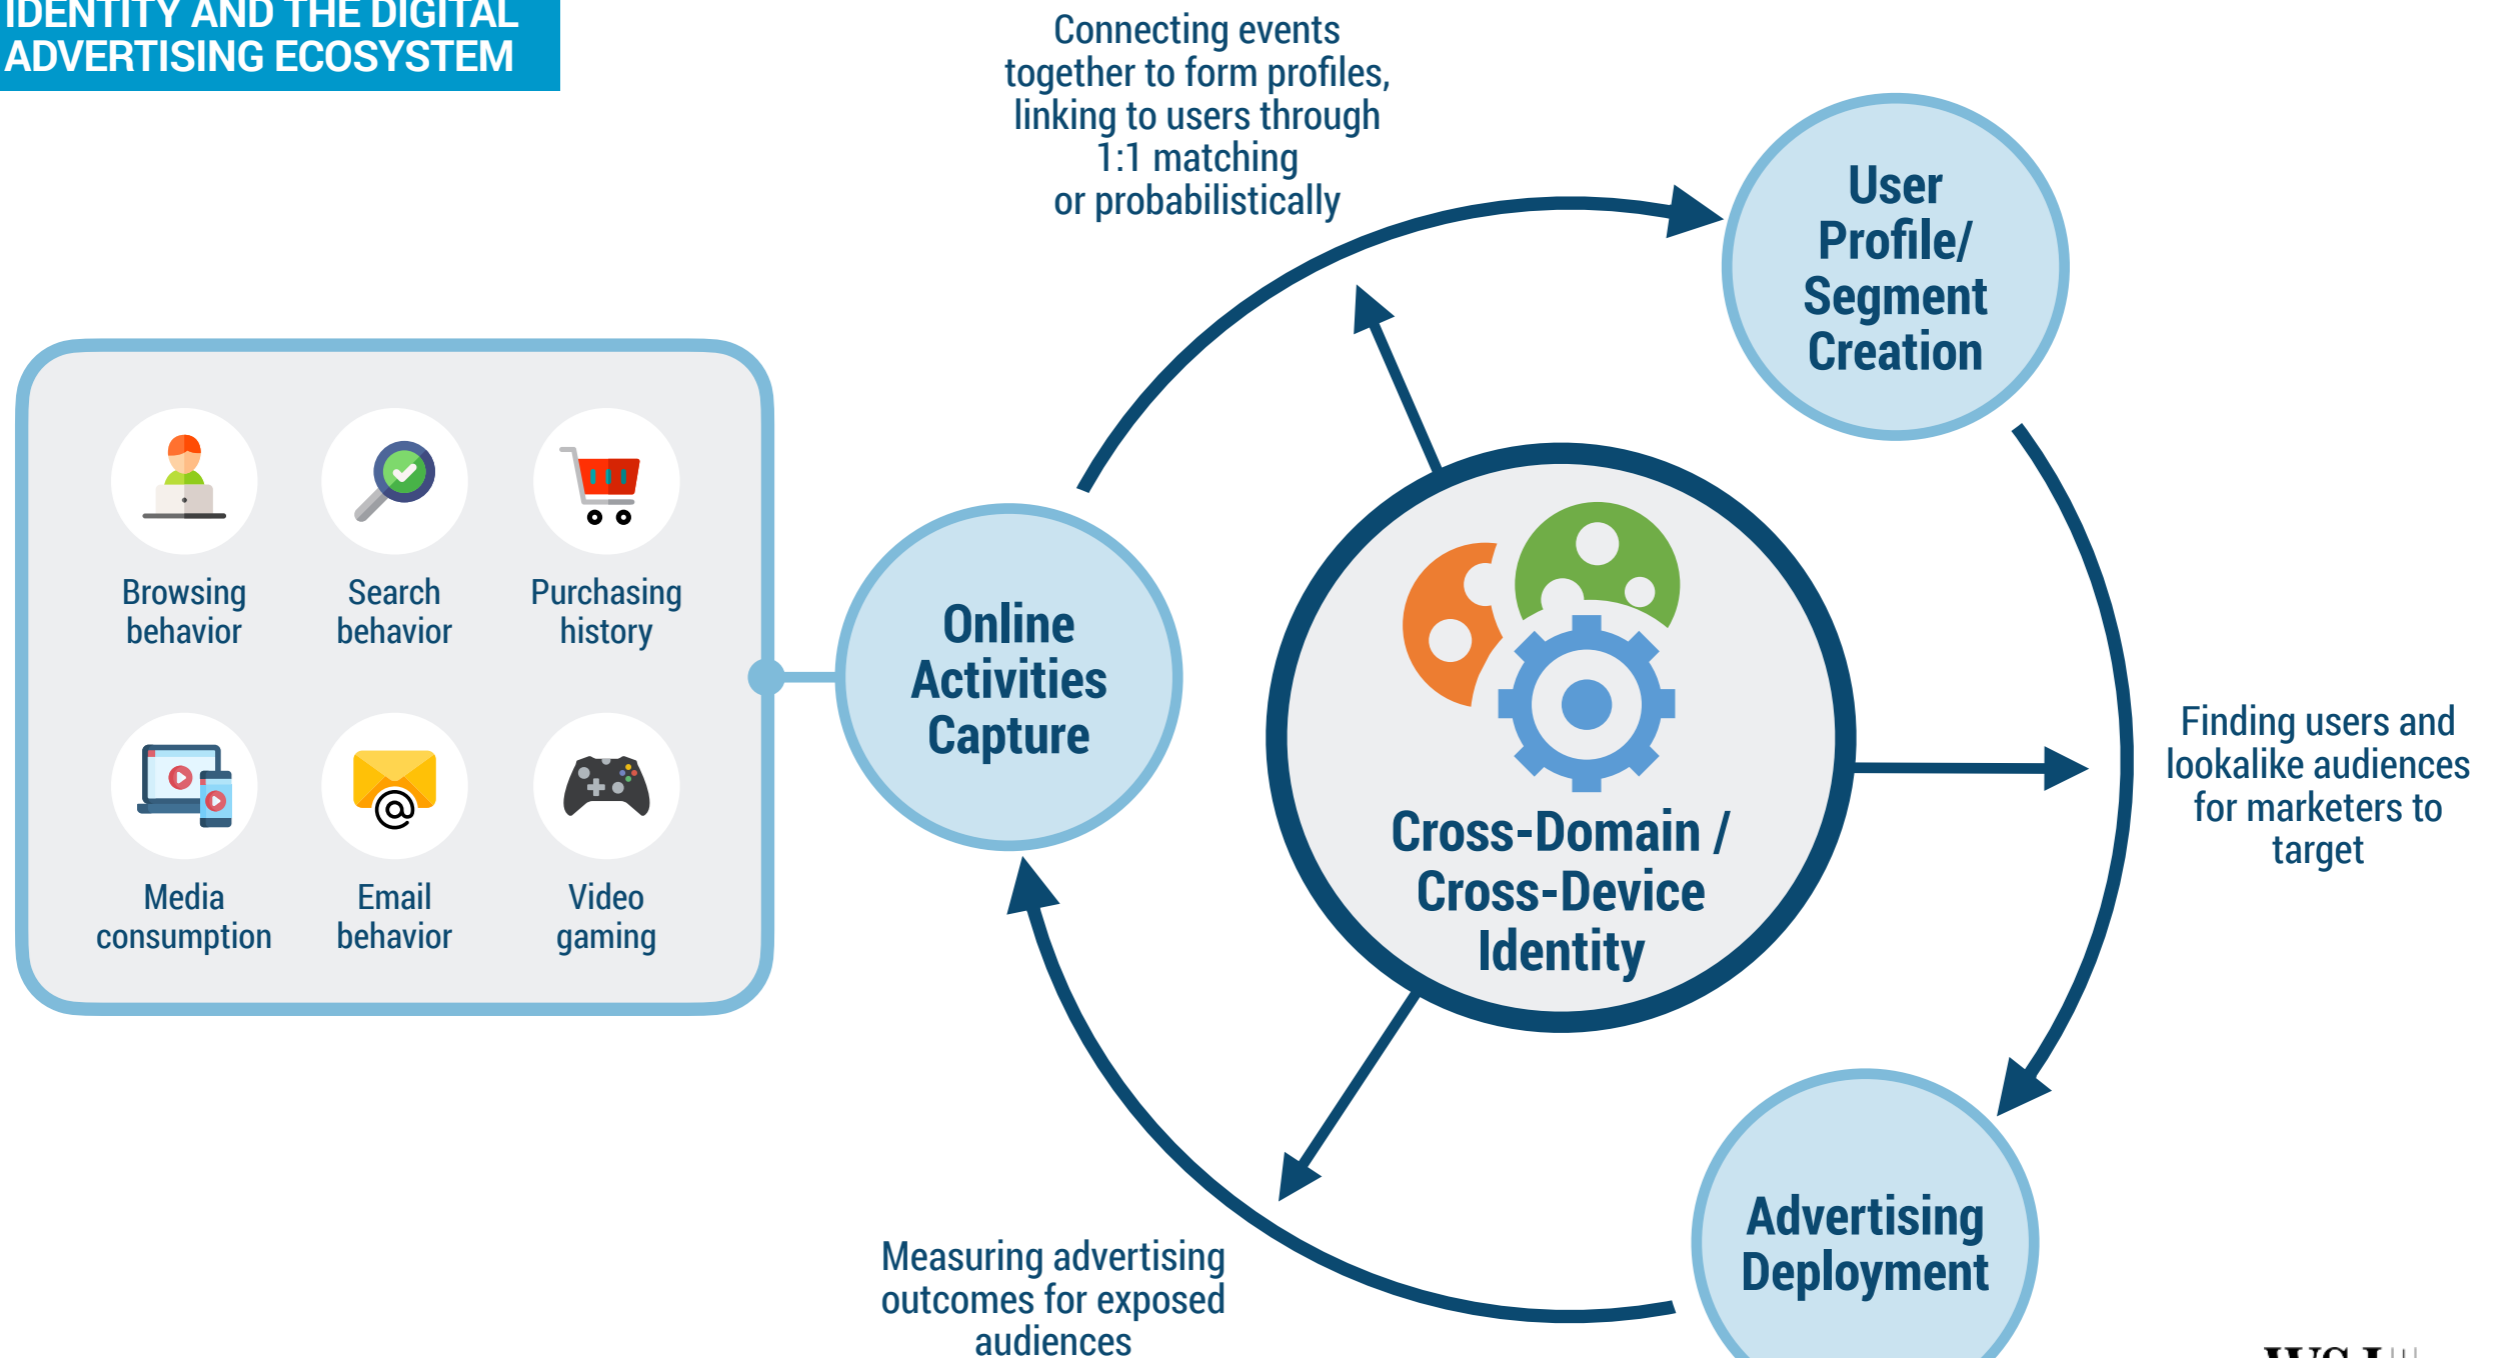 IDENTITY AND THE DIGITAL
ADVERTISING ECOSYSTEM
Connecting events
together to form profiles,
linking to users through
1:1 matching
or probabilistically
User
Profile/
Segment
Creation
Browsing
behavior
Search
behavior
Purchasing
history
Media
consumption
Email
behavior
Video
gaming
Online
Activities
Capture
Cross-Domain /
Cross-Device
Identity
Finding users and
lookalike audiences
for marketers to
target
Advertising
Deployment
Measuring advertising
outcomes for exposed
audiences